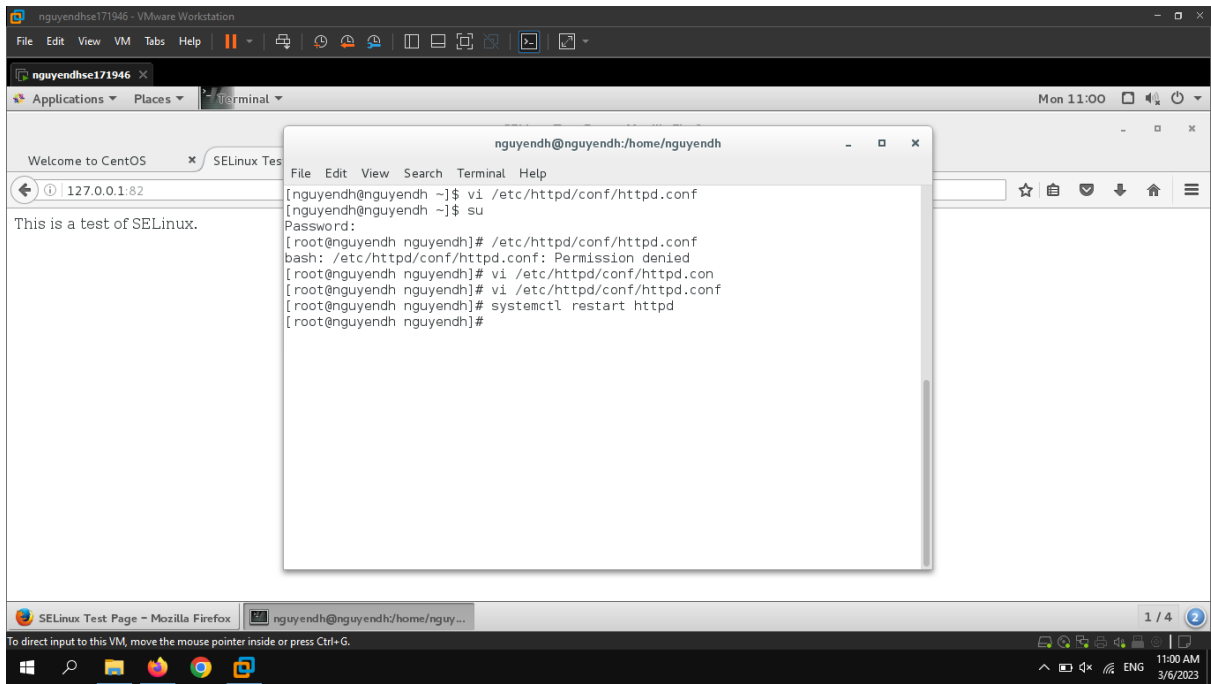 nguyendhse171946 - VMware Workstation
File Edit View VM Tabs Help
nguyendhse171946
Applications Places Terminal Mon 11:00
nguyendh@nguyendh:/home/nguyendh
Welcome to CentOS SELinux Tes
File Edit View Search Terminal Help
127.0.0.1:82
[nguyendh@nguyendh ~]$ vi /etc/httpd/conf/httpd.conf
[nguyendh@nguyendh ~]$ su
This is a test of SELinux.
Password:
[root@nguyendh nguyendh]# /etc/httpd/conf/httpd.conf
bash: /etc/httpd/conf/httpd.conf: Permission denied
[root@nguyendh nguyendh]# vi /etc/httpd/conf/httpd.con
[root@nguyendh nguyendh]# vi /etc/httpd/conf/httpd.conf
[root@nguyendh nguyendh]# systemctl restart httpd
[root@nguyendh nguyendh]#
SELinux Test Page - Mozilla Firefox nguyendh@nguyendh:/home/nguy... 1 / 4 2
To direct input to this VM, move the mouse pointer inside or press Ctrl+G.
ENG 11:00 AM
3/6/2023